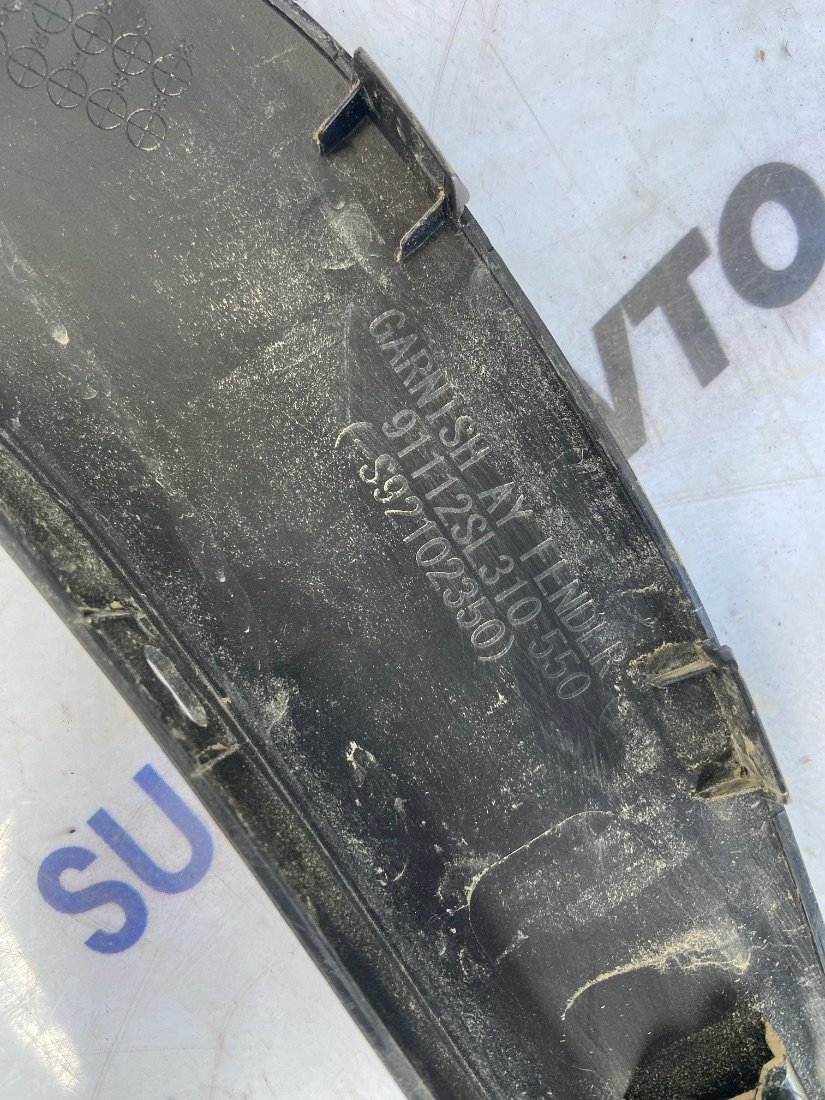 GARNISH AY FENDER
91112SL310-550
(-S92102350)
VTO
SU